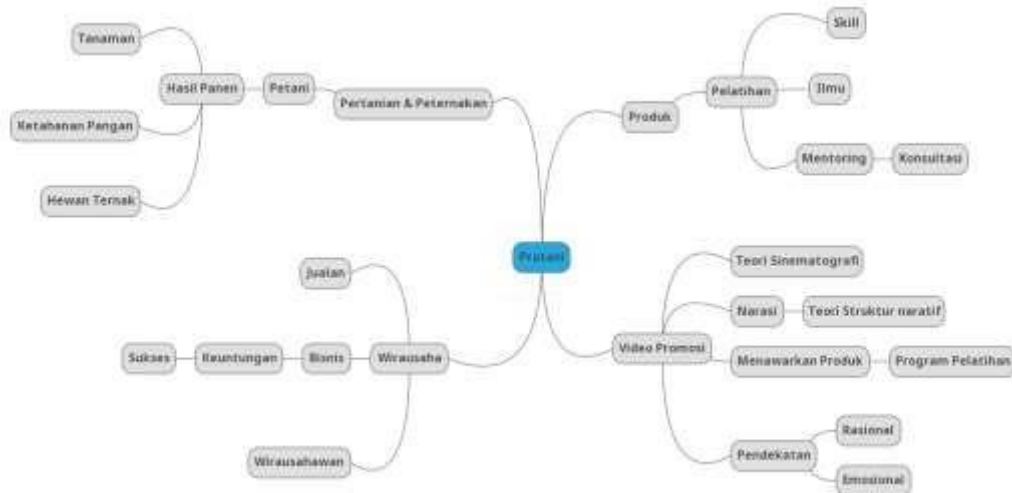 Tanaman
Hasil Panen
Petani
Pertanian & Peternakan
Ketahanan Pangan
Hewan Ternak
Skill
Produk
Pelatihan
Ilmu
Mentoring
Konsultasi
Protani
Jualan
Sukses
Keuntungan
Bisnis
Wirausaha
Wirausahawan
Teori Sinematografi
Narasi
Teori Struktur naratif
Video Promosi
Menawarkan Produk
Program Pelatihan
Pendekatan
Rasional
Emosional